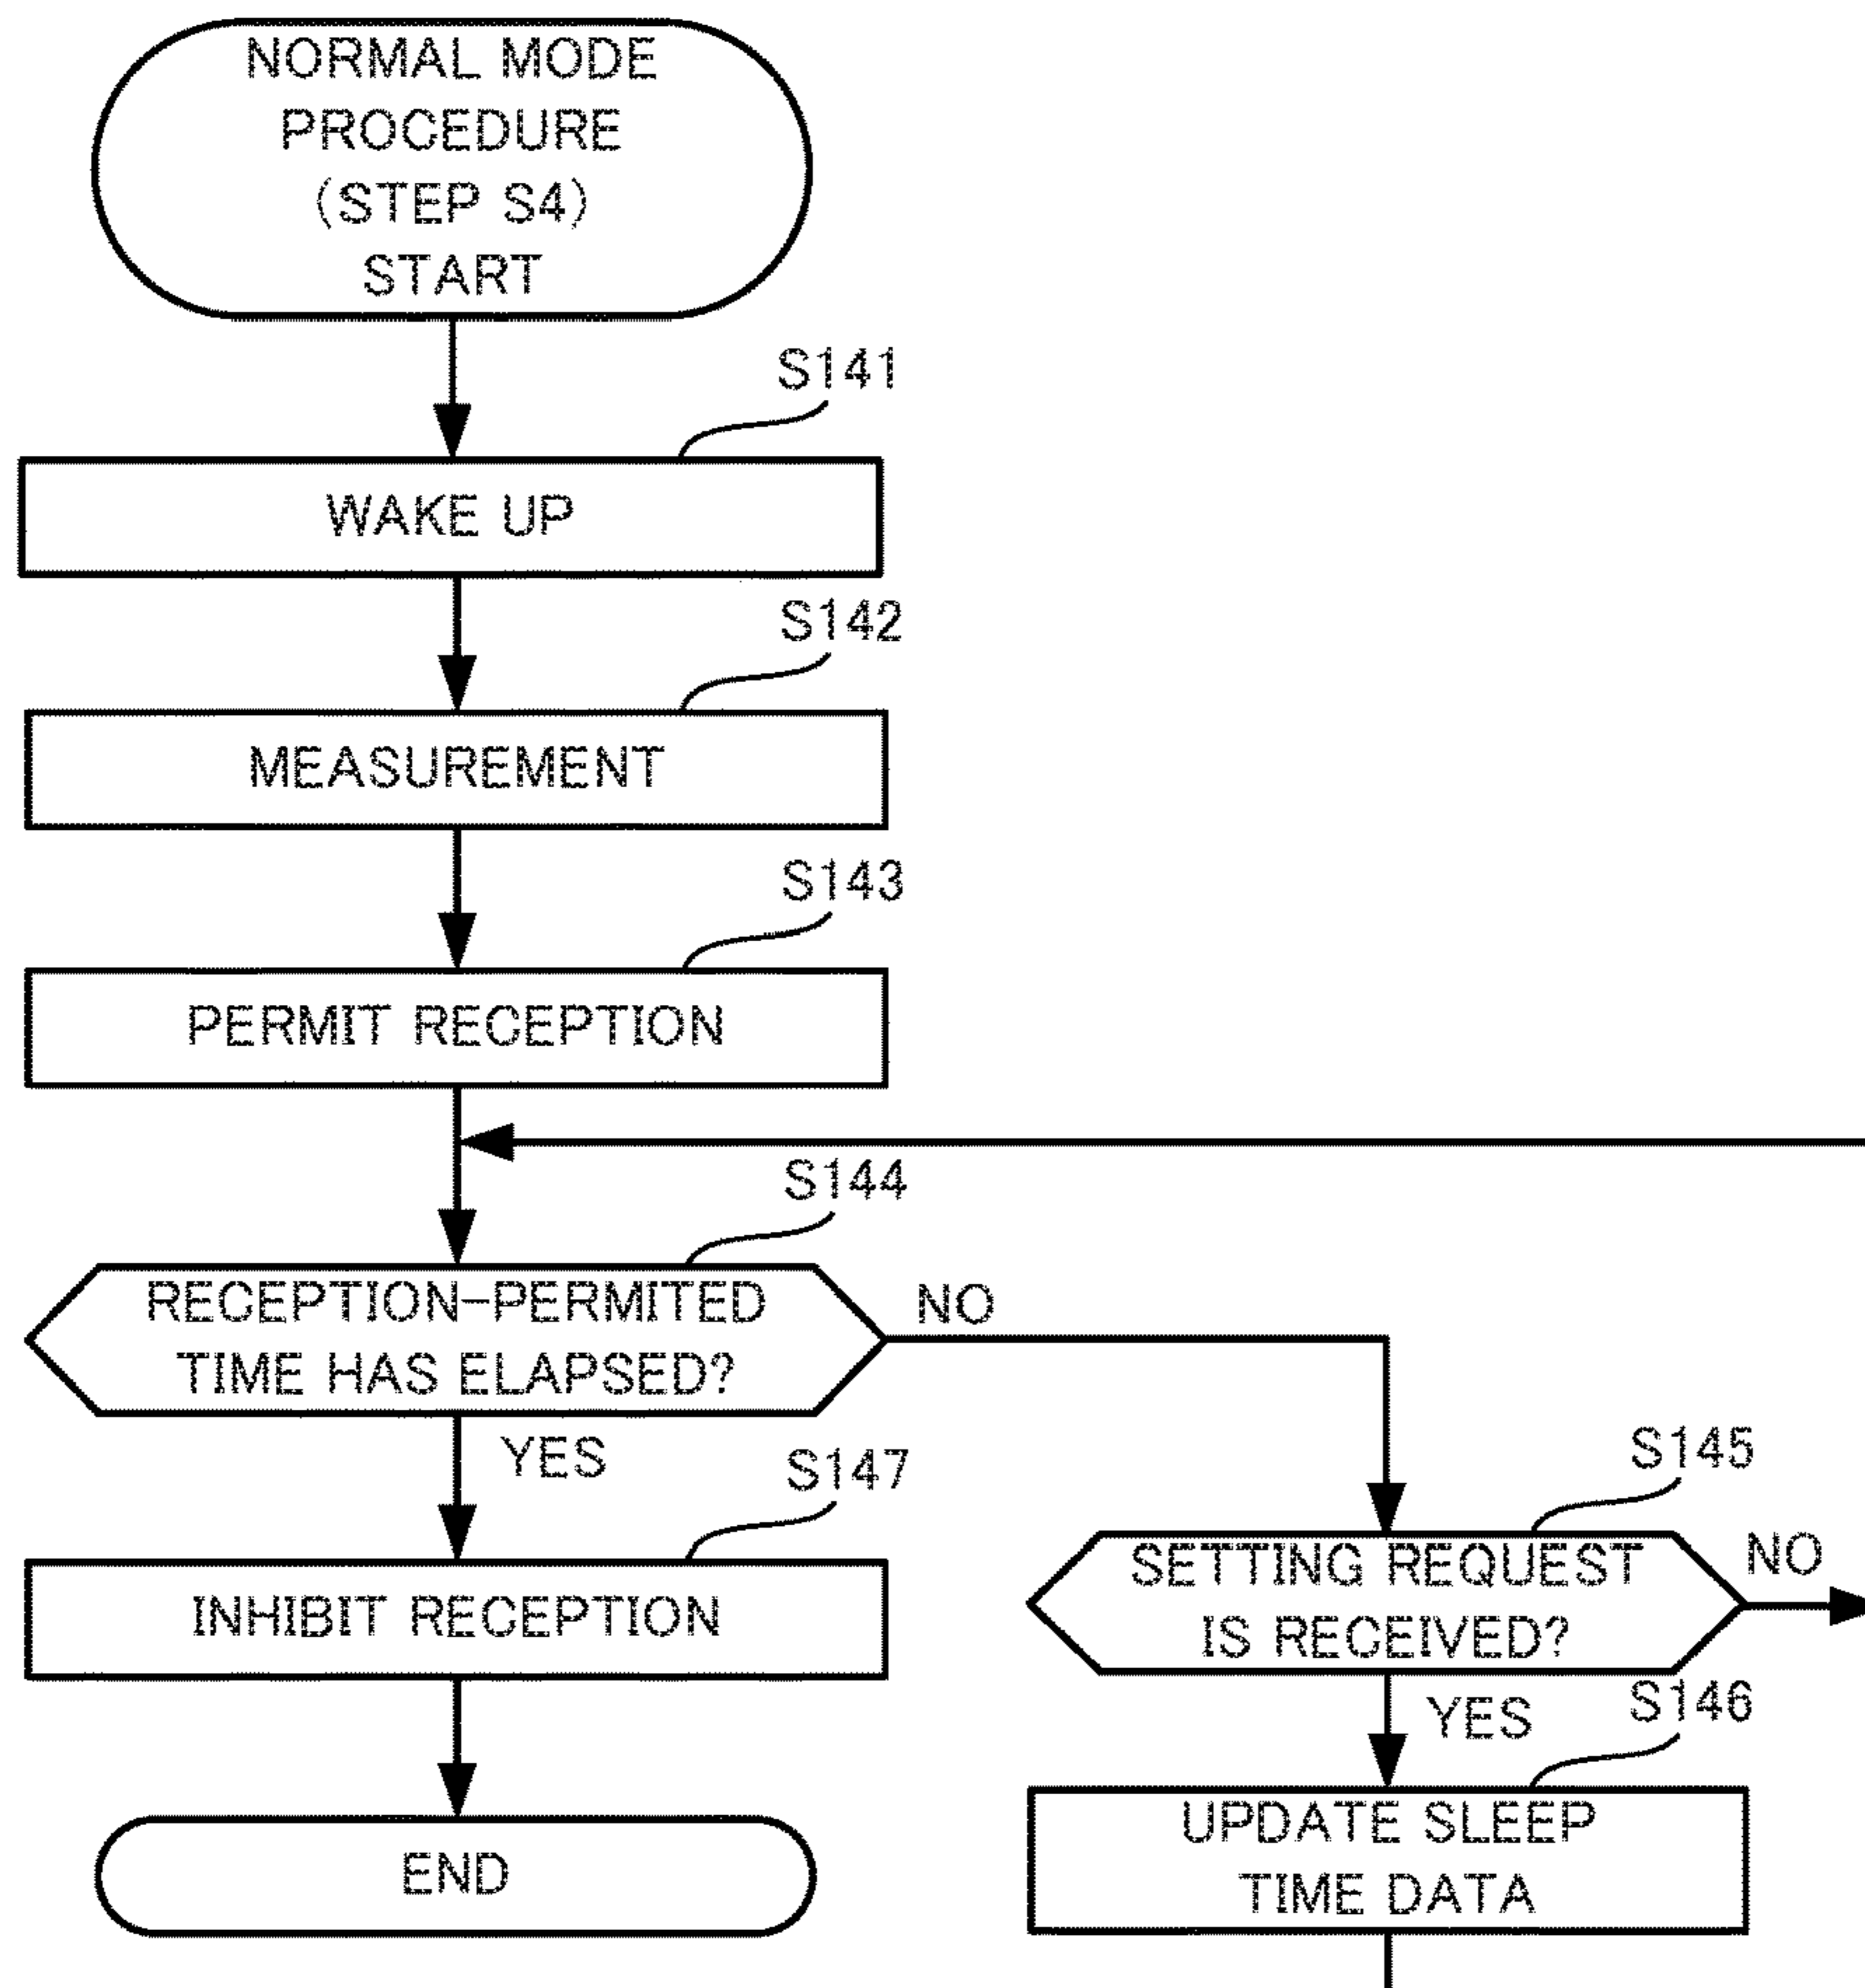 NORMAL MODE
PROCEDURE
(STEP S4)
START
S141
WAKE UP
S142
MEASUREMENT
S143
PERMIT RECEPTION
S144
RECEPTION-PERMITED
TIME HAS ELAPSED?
NO
YES
S147
INHIBIT RECEPTION
END
S145
SETTING REQUEST
IS RECEIVED?
NO
YES
S146
UPDATE SLEEP
TIME DATA